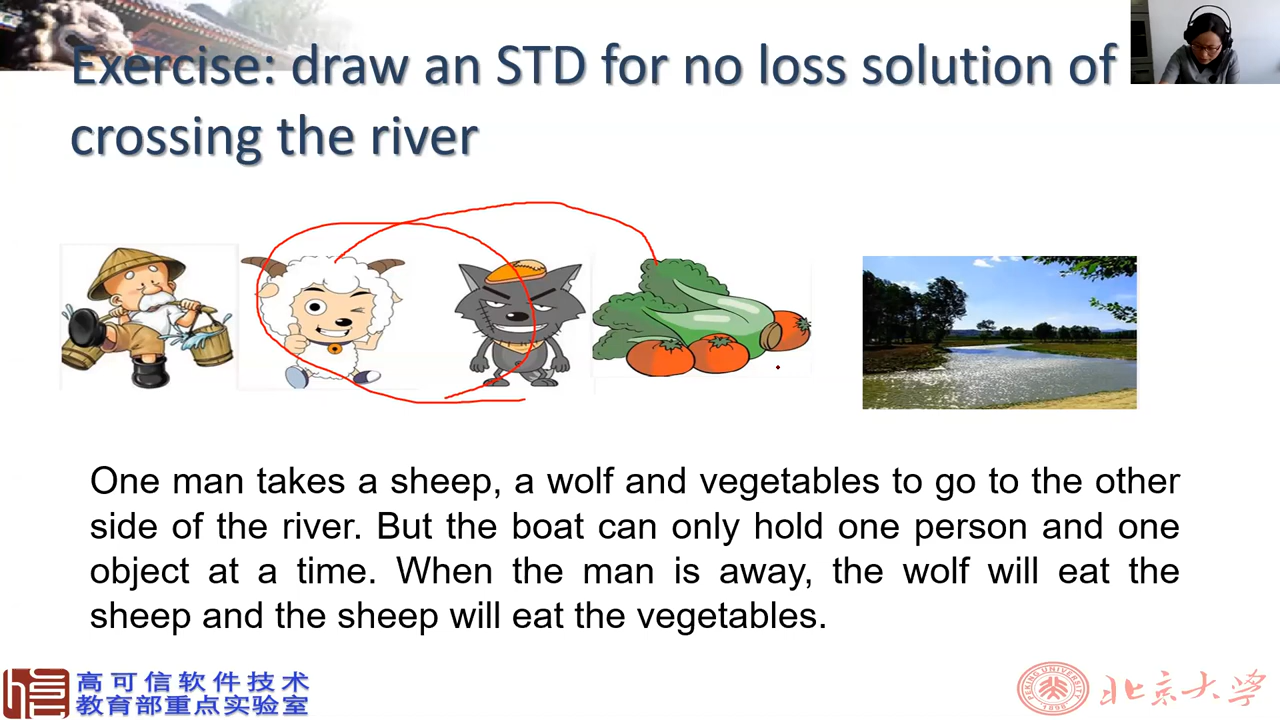 Exercise: draw an STD for no loss solution of
crossing the river
One man takes a sheep, a wolf and vegetables to go to the other
side of the river. But the boat can only hold one person and one
object at a time. When the man is away, the wolf will eat the
sheep and the sheep will eat the vegetables.
高可信软件技术
教育部重点实验室
PEKING UNIVERSITY
1898
北京大学